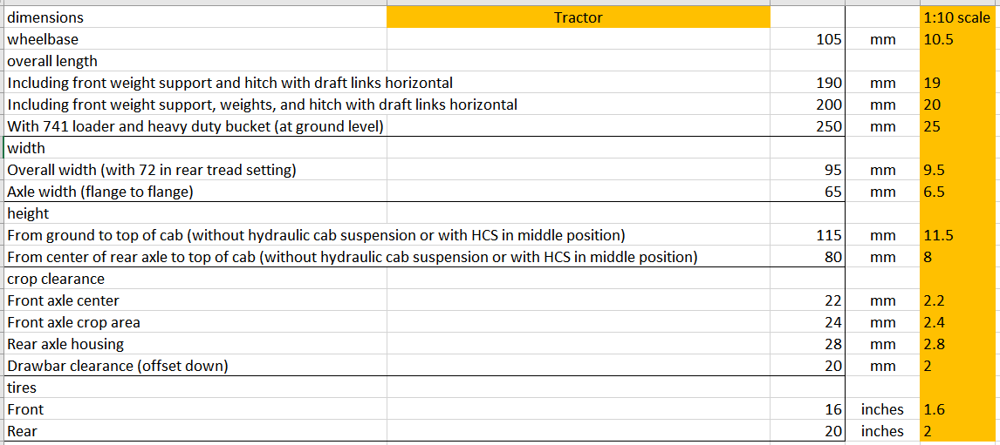 dimensions Tractor 1:10 scale
wheelbase 105 mm 10.5
overall length
Including front weight support and hitch with draft links horizontal 190 mm 19
Including front weight support, weights, and hitch with draft links horizontal 200 mm 20
With 741 loader and heavy duty bucket (at ground level) 250 mm 25
width
Overall width (with 72 in rear tread setting) 95 mm 9.5
Axle width (flange to flange) 65 mm 6.5
height
From ground to top of cab (without hydraulic cab suspension or with HCS in middle position) 115 mm 11.5
From center of rear axle to top of cab (without hydraulic cab suspension or with HCS in middle position) 80 mm 8
crop clearance
Front axle center 22 mm 2.2
Front axle crop area 24 mm 2.4
Rear axle housing 28 mm 2.8
Drawbar clearance (offset down) 20 mm 2
tires
Front 16 inches 1.6
Rear 20 inches 2